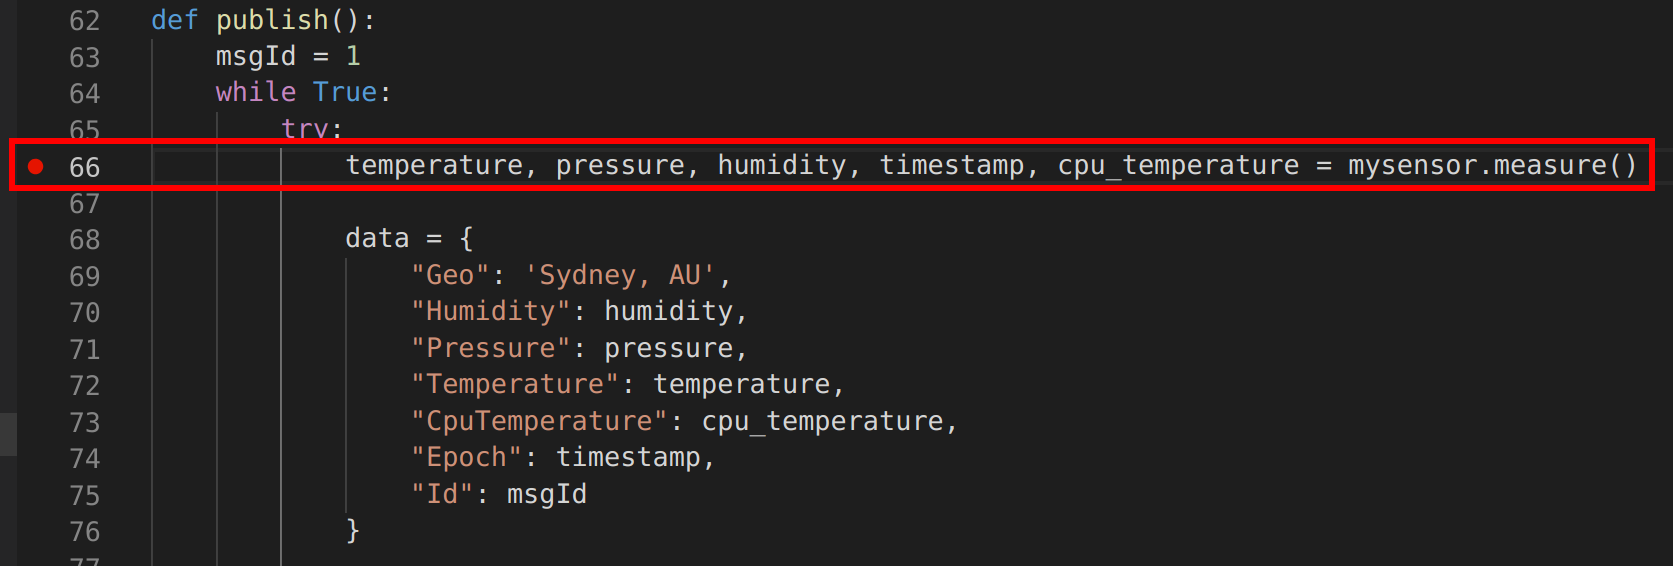 62 def publish():
63 msgId = 1
64 while True:
65 try:
66 temperature, pressure, humidity, timestamp, cpu_temperature = mysensor.measure()
67
68 data = {
69 "Geo": 'Sydney, AU',
70 "Humidity": humidity,
71 "Pressure": pressure,
72 "Temperature": temperature,
73 "CpuTemperature": cpu_temperature,
74 "Epoch": timestamp,
75 "Id": msgId
76 }
77